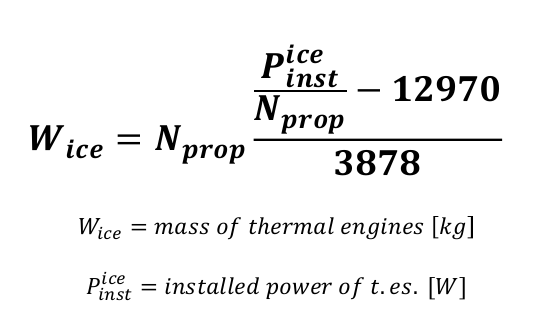 W_ice = N_prop (P_inst^ice / N_prop − 12970) / 3878
W_ice = mass of thermal engines [kg]
P_inst^ice = installed power of t. es. [W]